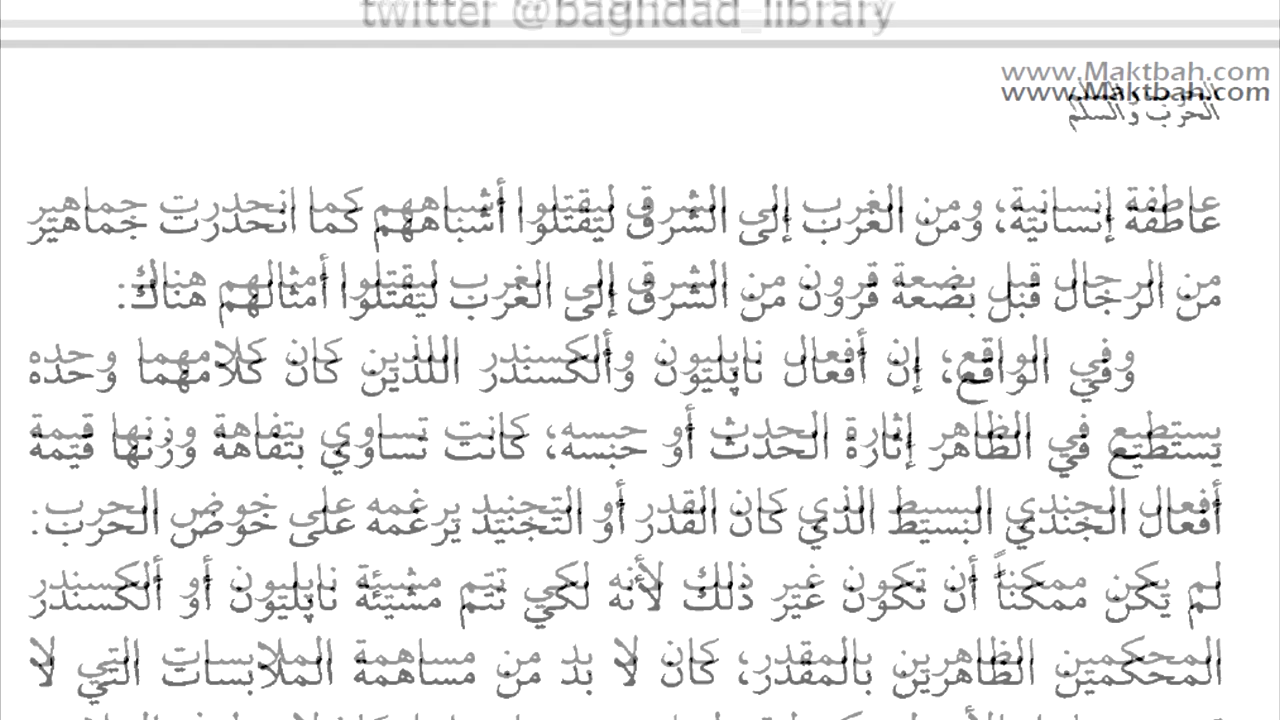 twitter @baghdad_library
www.Maktbah.com
www.Maktbah.com
الحرب والسلم
عاطفة إنسانية، ومن الغرب إلى الشرق ليقتلوا أشباههم كما انحدرت جماهير
من الرجال قبل بضعة قرون من الشرق إلى الغرب ليقتلوا أمثالهم هناك.
وفي الواقع، إن أفعال نابليون وألكسندر اللذين كان كلامهما وحده
يستطيع في الظاهر إثارة الحدث أو حبسه، كانت تساوي بتفاهة وزنها قيمة
أفعال الجندي البسيط الذي كان القدر أو التجنيد يرغمه على خوض الحرب.
لم يكن ممكناً أن تكون غير ذلك لأنه لكي تتم مشيئة نابليون أو ألكسندر
المحكمين الظاهرين بالمقدر، كان لا بد من مساهمة الملابسات التي لا